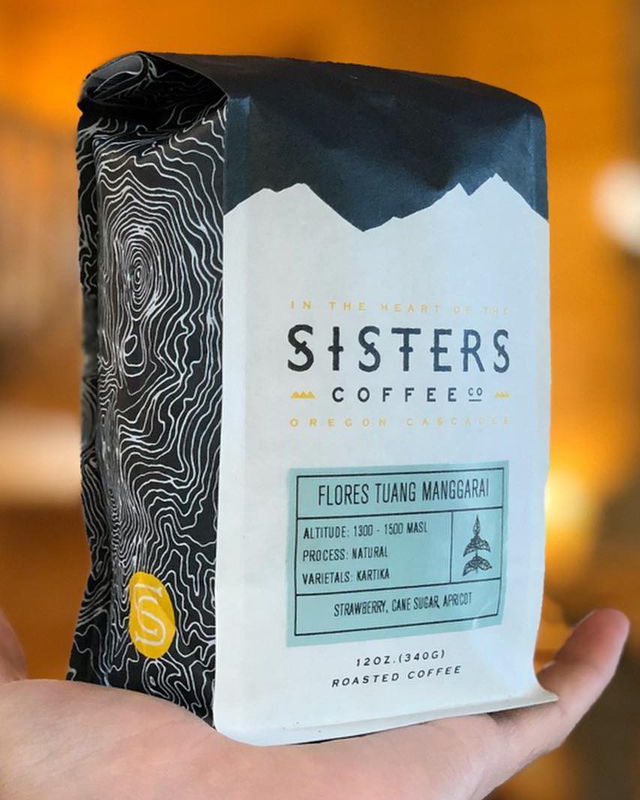 IN THE HEART OF THE
SISTERS
COFFEE CO
OREGON CASCADES
FLORES TUANG MANGGARAI
ALTITUDE: 1300 - 1500 MASL
PROCESS: NATURAL
VARIETALS: KARTIKA
STRAWBERRY, CANE SUGAR, APRICOT
12OZ.(340G)
ROASTED COFFEE